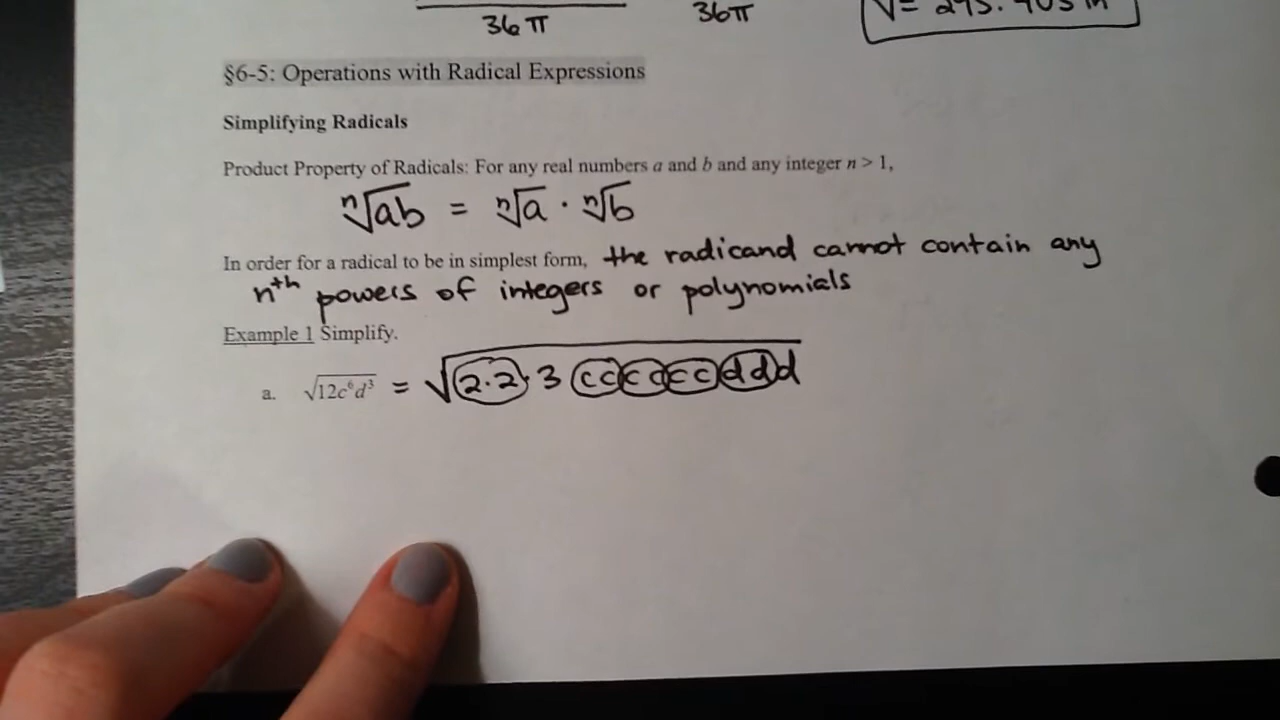 36π 36π V=
§6-5: Operations with Radical Expressions
Simplifying Radicals
Product Property of Radicals: For any real numbers a and b and any integer n > 1,
ⁿ√ab = ⁿ√a · ⁿ√b
In order for a radical to be in simplest form, the radicand cannot contain any
nᵗʰ powers of integers or polynomials
Example 1 Simplify.
a. √12c⁶d³ = √2·2·3 cccccc ddd